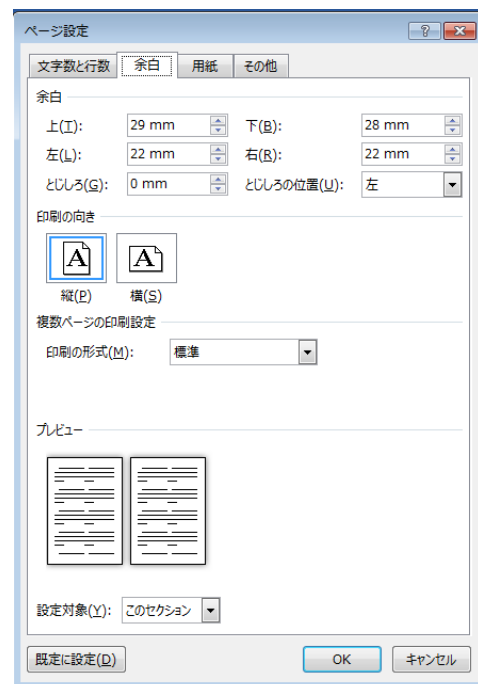 ページ設定
文字数と行数 余白 用紙 その他
余白
上(T): 29 mm 下(B): 28 mm
左(L): 22 mm 右(R): 22 mm
とじしろ(G): 0 mm とじしろの位置(U): 左
印刷の向き
A A
縦(P) 横(S)
複数ページの印刷設定
印刷の形式(M): 標準
プレビュー
設定対象(Y): このセクション
既定に設定(D) OK キャンセル